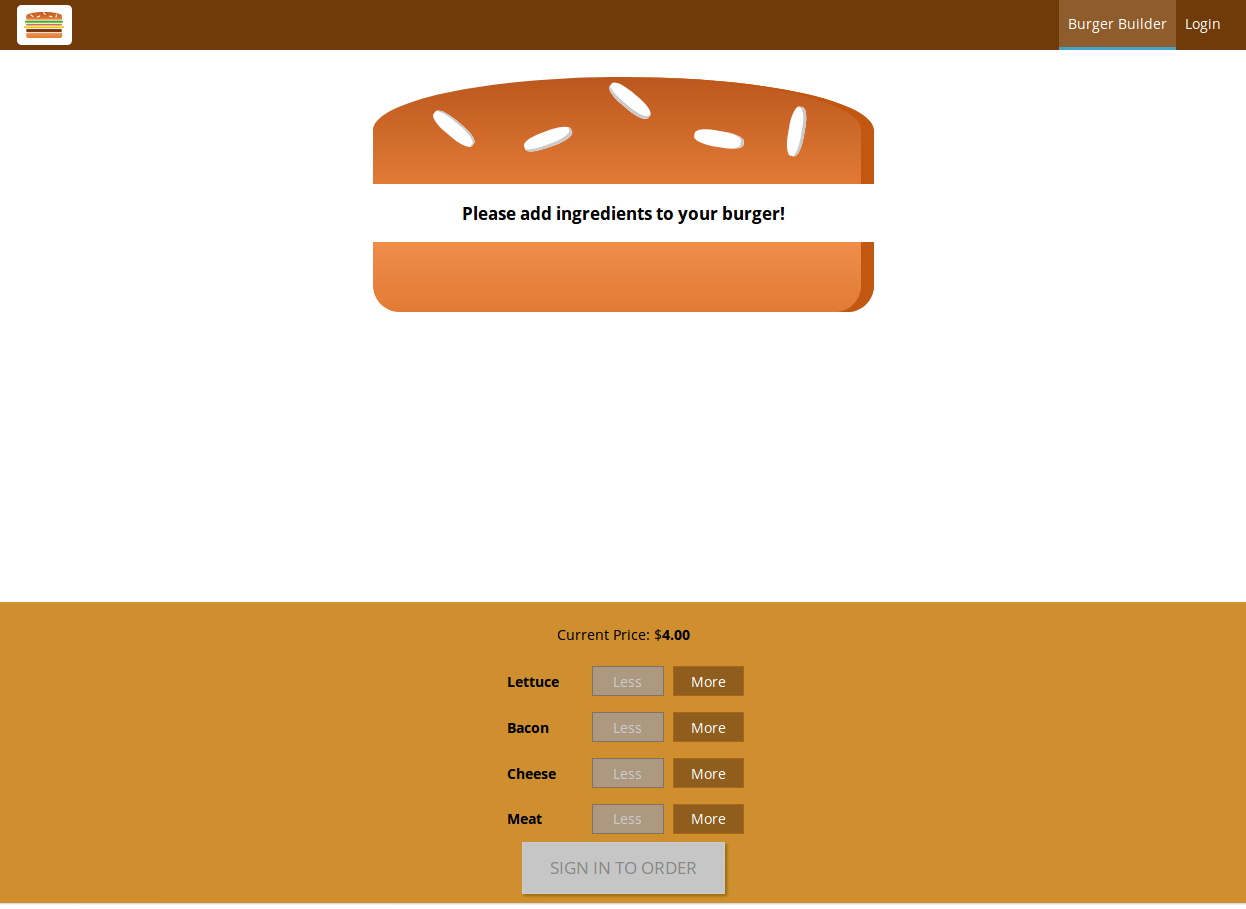 Burger Builder Login
Please add ingredients to your burger!
Current Price: $4.00
Lettuce Less More
Bacon Less More
Cheese Less More
Meat Less More
SIGN IN TO ORDER